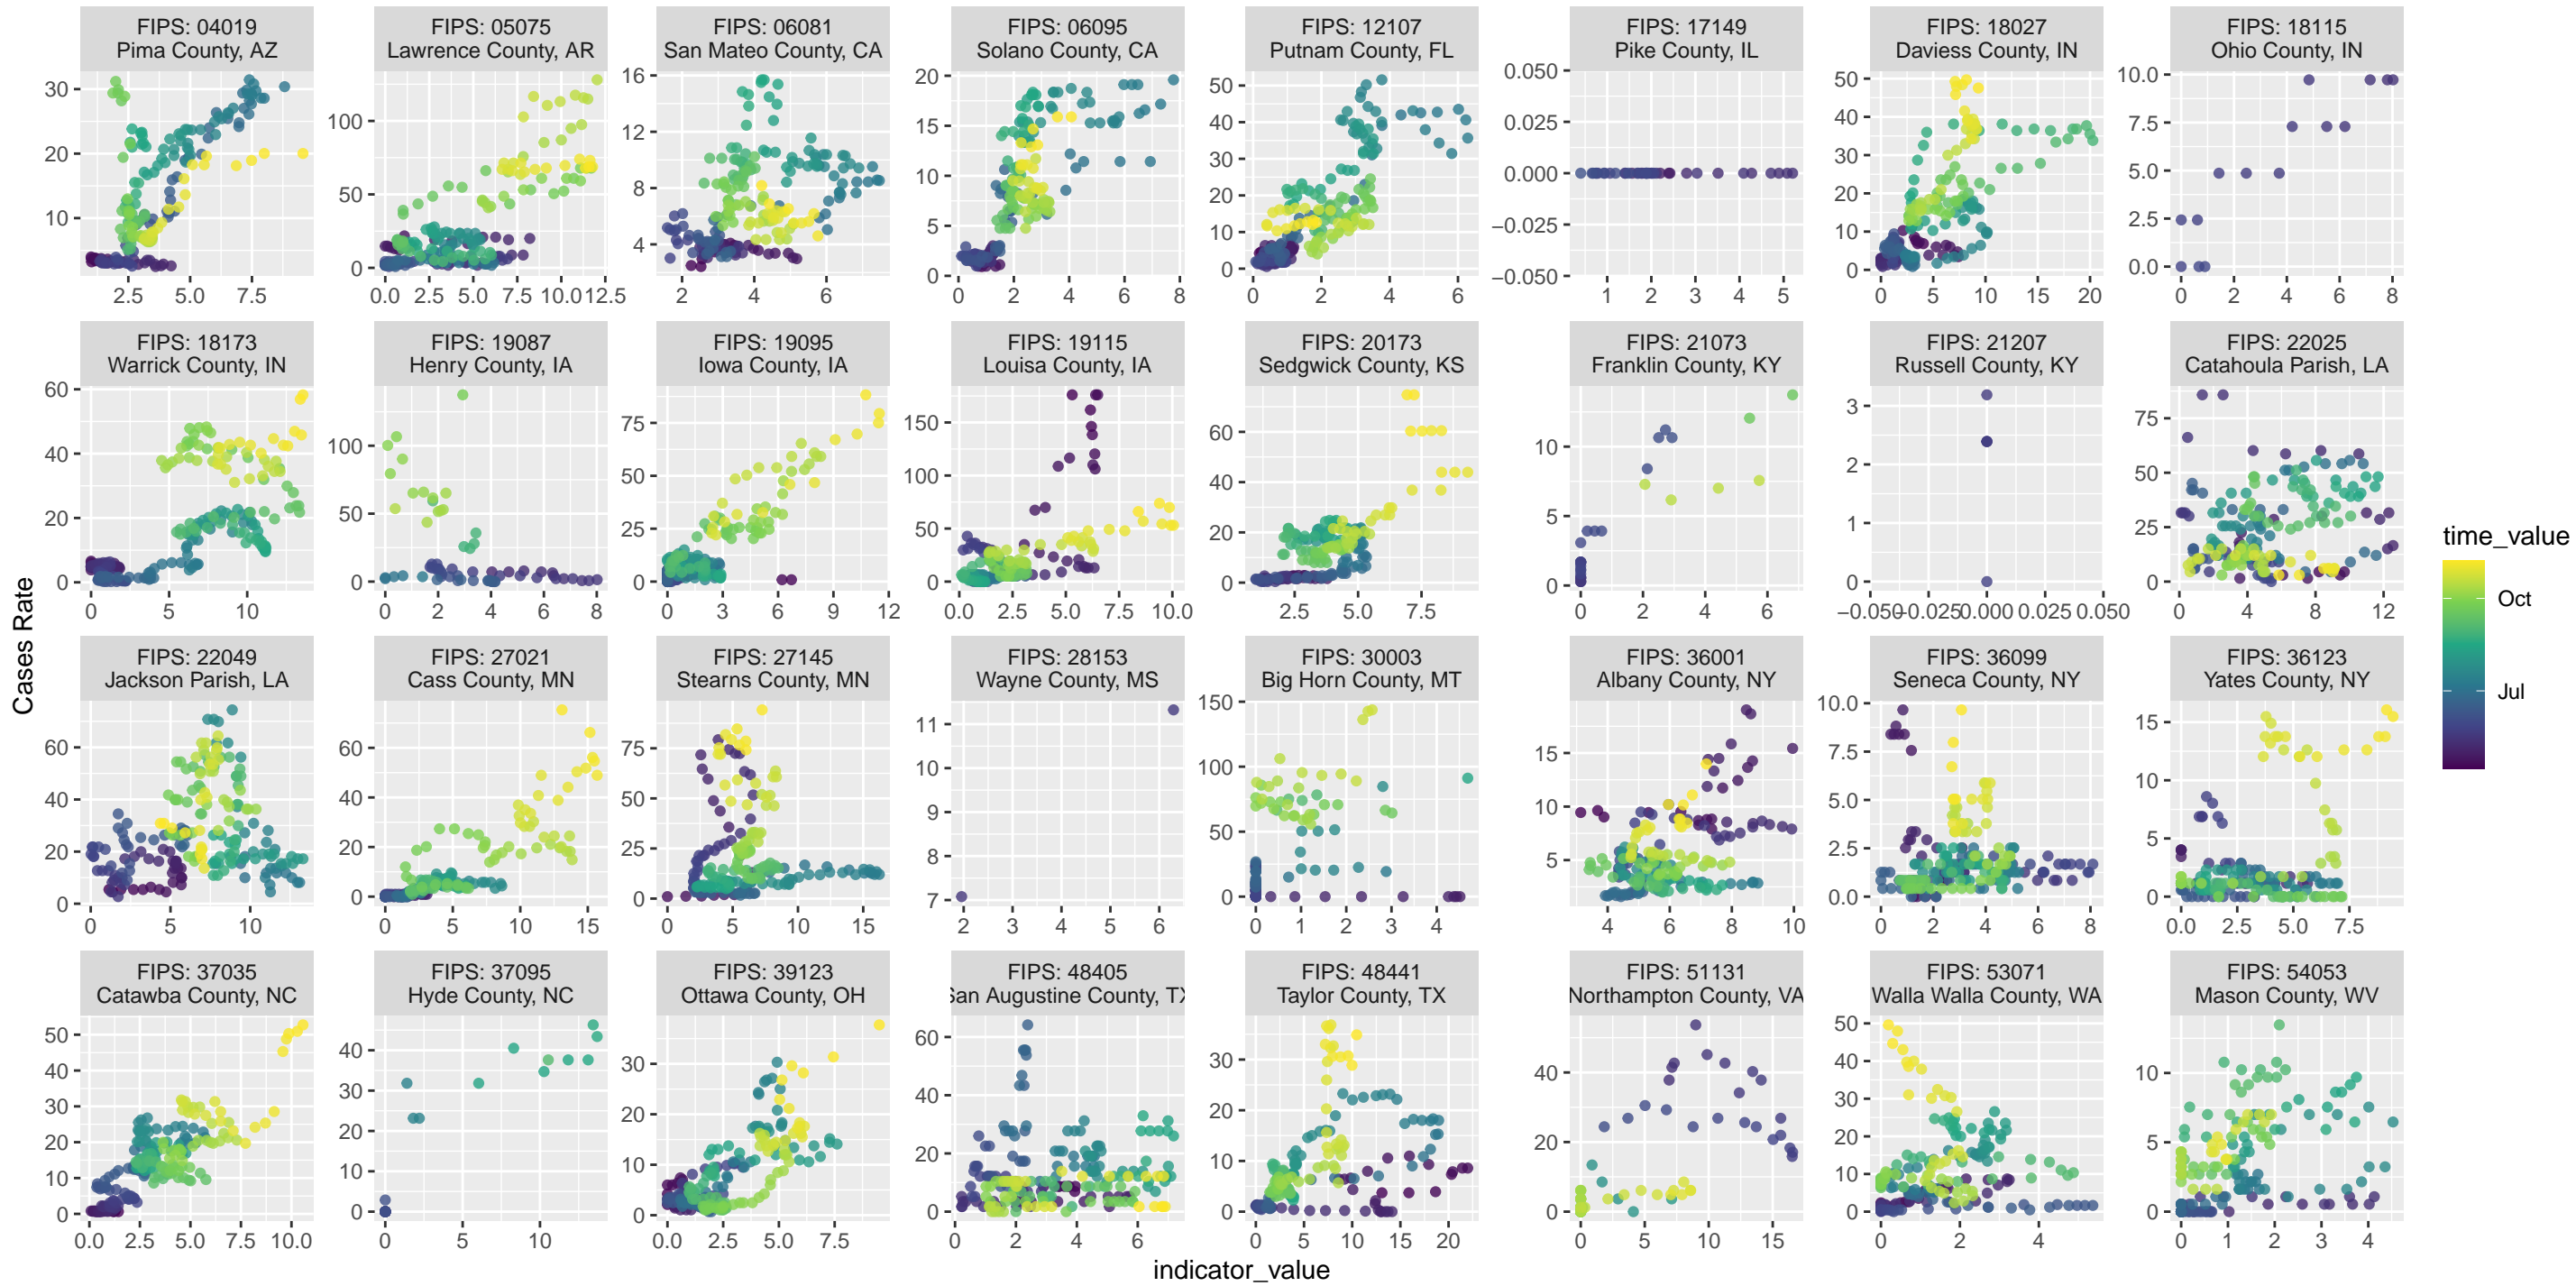 FIPS: 04019
Pima County, AZ
FIPS: 05075
Lawrence County, AR
FIPS: 06081
San Mateo County, CA
FIPS: 06095
Solano County, CA
FIPS: 12107
Putnam County, FL
FIPS: 17149
Pike County, IL
FIPS: 18027
Daviess County, IN
FIPS: 18115
Ohio County, IN
30
20
10
2.5 5.0 7.5
100
50
0
0.0 2.5 5.0 7.5 10.0 12.5
16
12
8
4
2 4 6
20
15
10
5
0
0 2 4 6 8
50
40
30
20
10
0
0 2 4 6
0.050
0.025
0.000
−0.025
−0.050
1 2 3 4 5
50
40
30
20
10
0
0 5 10 15 20
10.0
7.5
5.0
2.5
0.0
0 2 4 6 8
FIPS: 18173
Warrick County, IN
FIPS: 19087
Henry County, IA
FIPS: 19095
Iowa County, IA
FIPS: 19115
Louisa County, IA
FIPS: 20173
Sedgwick County, KS
FIPS: 21073
Franklin County, KY
FIPS: 21207
Russell County, KY
FIPS: 22025
Catahoula Parish, LA
60
40
20
0
0 5 10
100
50
0
0 2 4 6 8
75
50
25
0
0 3 6 9 12
150
100
50
0
0.0 2.5 5.0 7.5 10.0
60
40
20
0
2.5 5.0 7.5
10
5
0
0 2 4 6
3
2
1
0
−0.050 −0.025 0.000 0.025 0.050
75
50
25
0
0 4 8 12
FIPS: 22049
Jackson Parish, LA
FIPS: 27021
Cass County, MN
FIPS: 27145
Stearns County, MN
FIPS: 28153
Wayne County, MS
FIPS: 30003
Big Horn County, MT
FIPS: 36001
Albany County, NY
FIPS: 36099
Seneca County, NY
FIPS: 36123
Yates County, NY
60
40
20
0
0 5 10
60
40
20
0
0 5 10 15
75
50
25
0
0 5 10 15
11
10
9
8
7
2 3 4 5 6
150
100
50
0
0 1 2 3 4
15
10
5
4 6 8 10
10.0
7.5
5.0
2.5
0.0
0 2 4 6 8
15
10
5
0
0.0 2.5 5.0 7.5
FIPS: 37035
Catawba County, NC
FIPS: 37095
Hyde County, NC
FIPS: 39123
Ottawa County, OH
FIPS: 48405
San Augustine County, TX
FIPS: 48441
Taylor County, TX
FIPS: 51131
Northampton County, VA
FIPS: 53071
Walla Walla County, WA
FIPS: 54053
Mason County, WV
50
40
30
20
10
0
0.0 2.5 5.0 7.5 10.0
40
30
20
10
0
0 5 10
30
20
10
0
0.0 2.5 5.0 7.5
60
40
20
0
0 2 4 6
30
20
10
0
0 5 10 15 20
40
20
0
0 5 10 15
50
40
30
20
10
0
0 2 4
10
5
0
0 1 2 3 4
Cases Rate
indicator_value
time_value
Oct
Jul